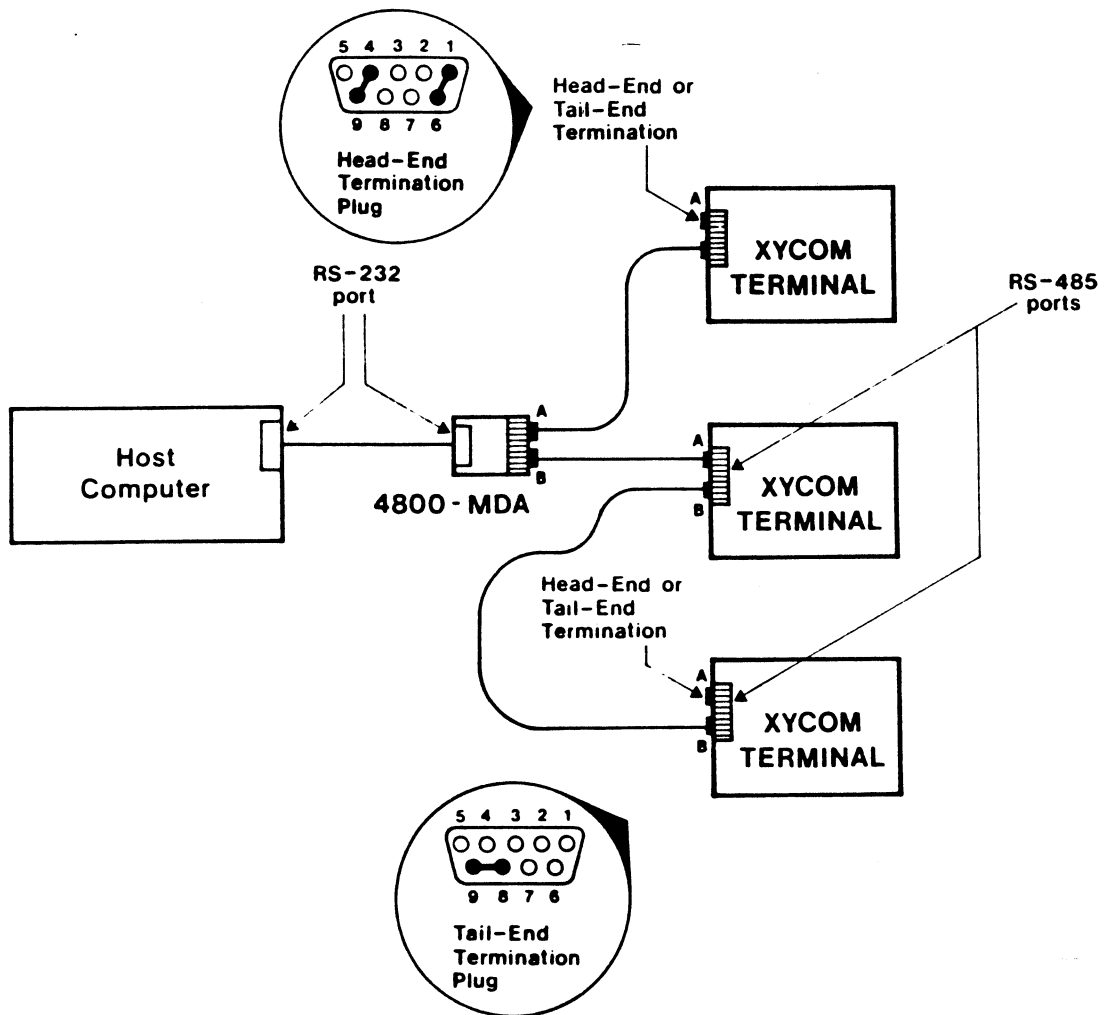 5 4 3 2 1
9 8 7 6
Head-End
Termination
Plug
Head-End or
Tail-End
Termination
A
XYCOM
TERMINAL
RS-232
port
RS-485
ports
Host
Computer
A
B
4800-MDA
A
B
XYCOM
TERMINAL
Head-End or
Tail-End
Termination
A
B
XYCOM
TERMINAL
5 4 3 2 1
9 8 7 6
Tail-End
Termination
Plug